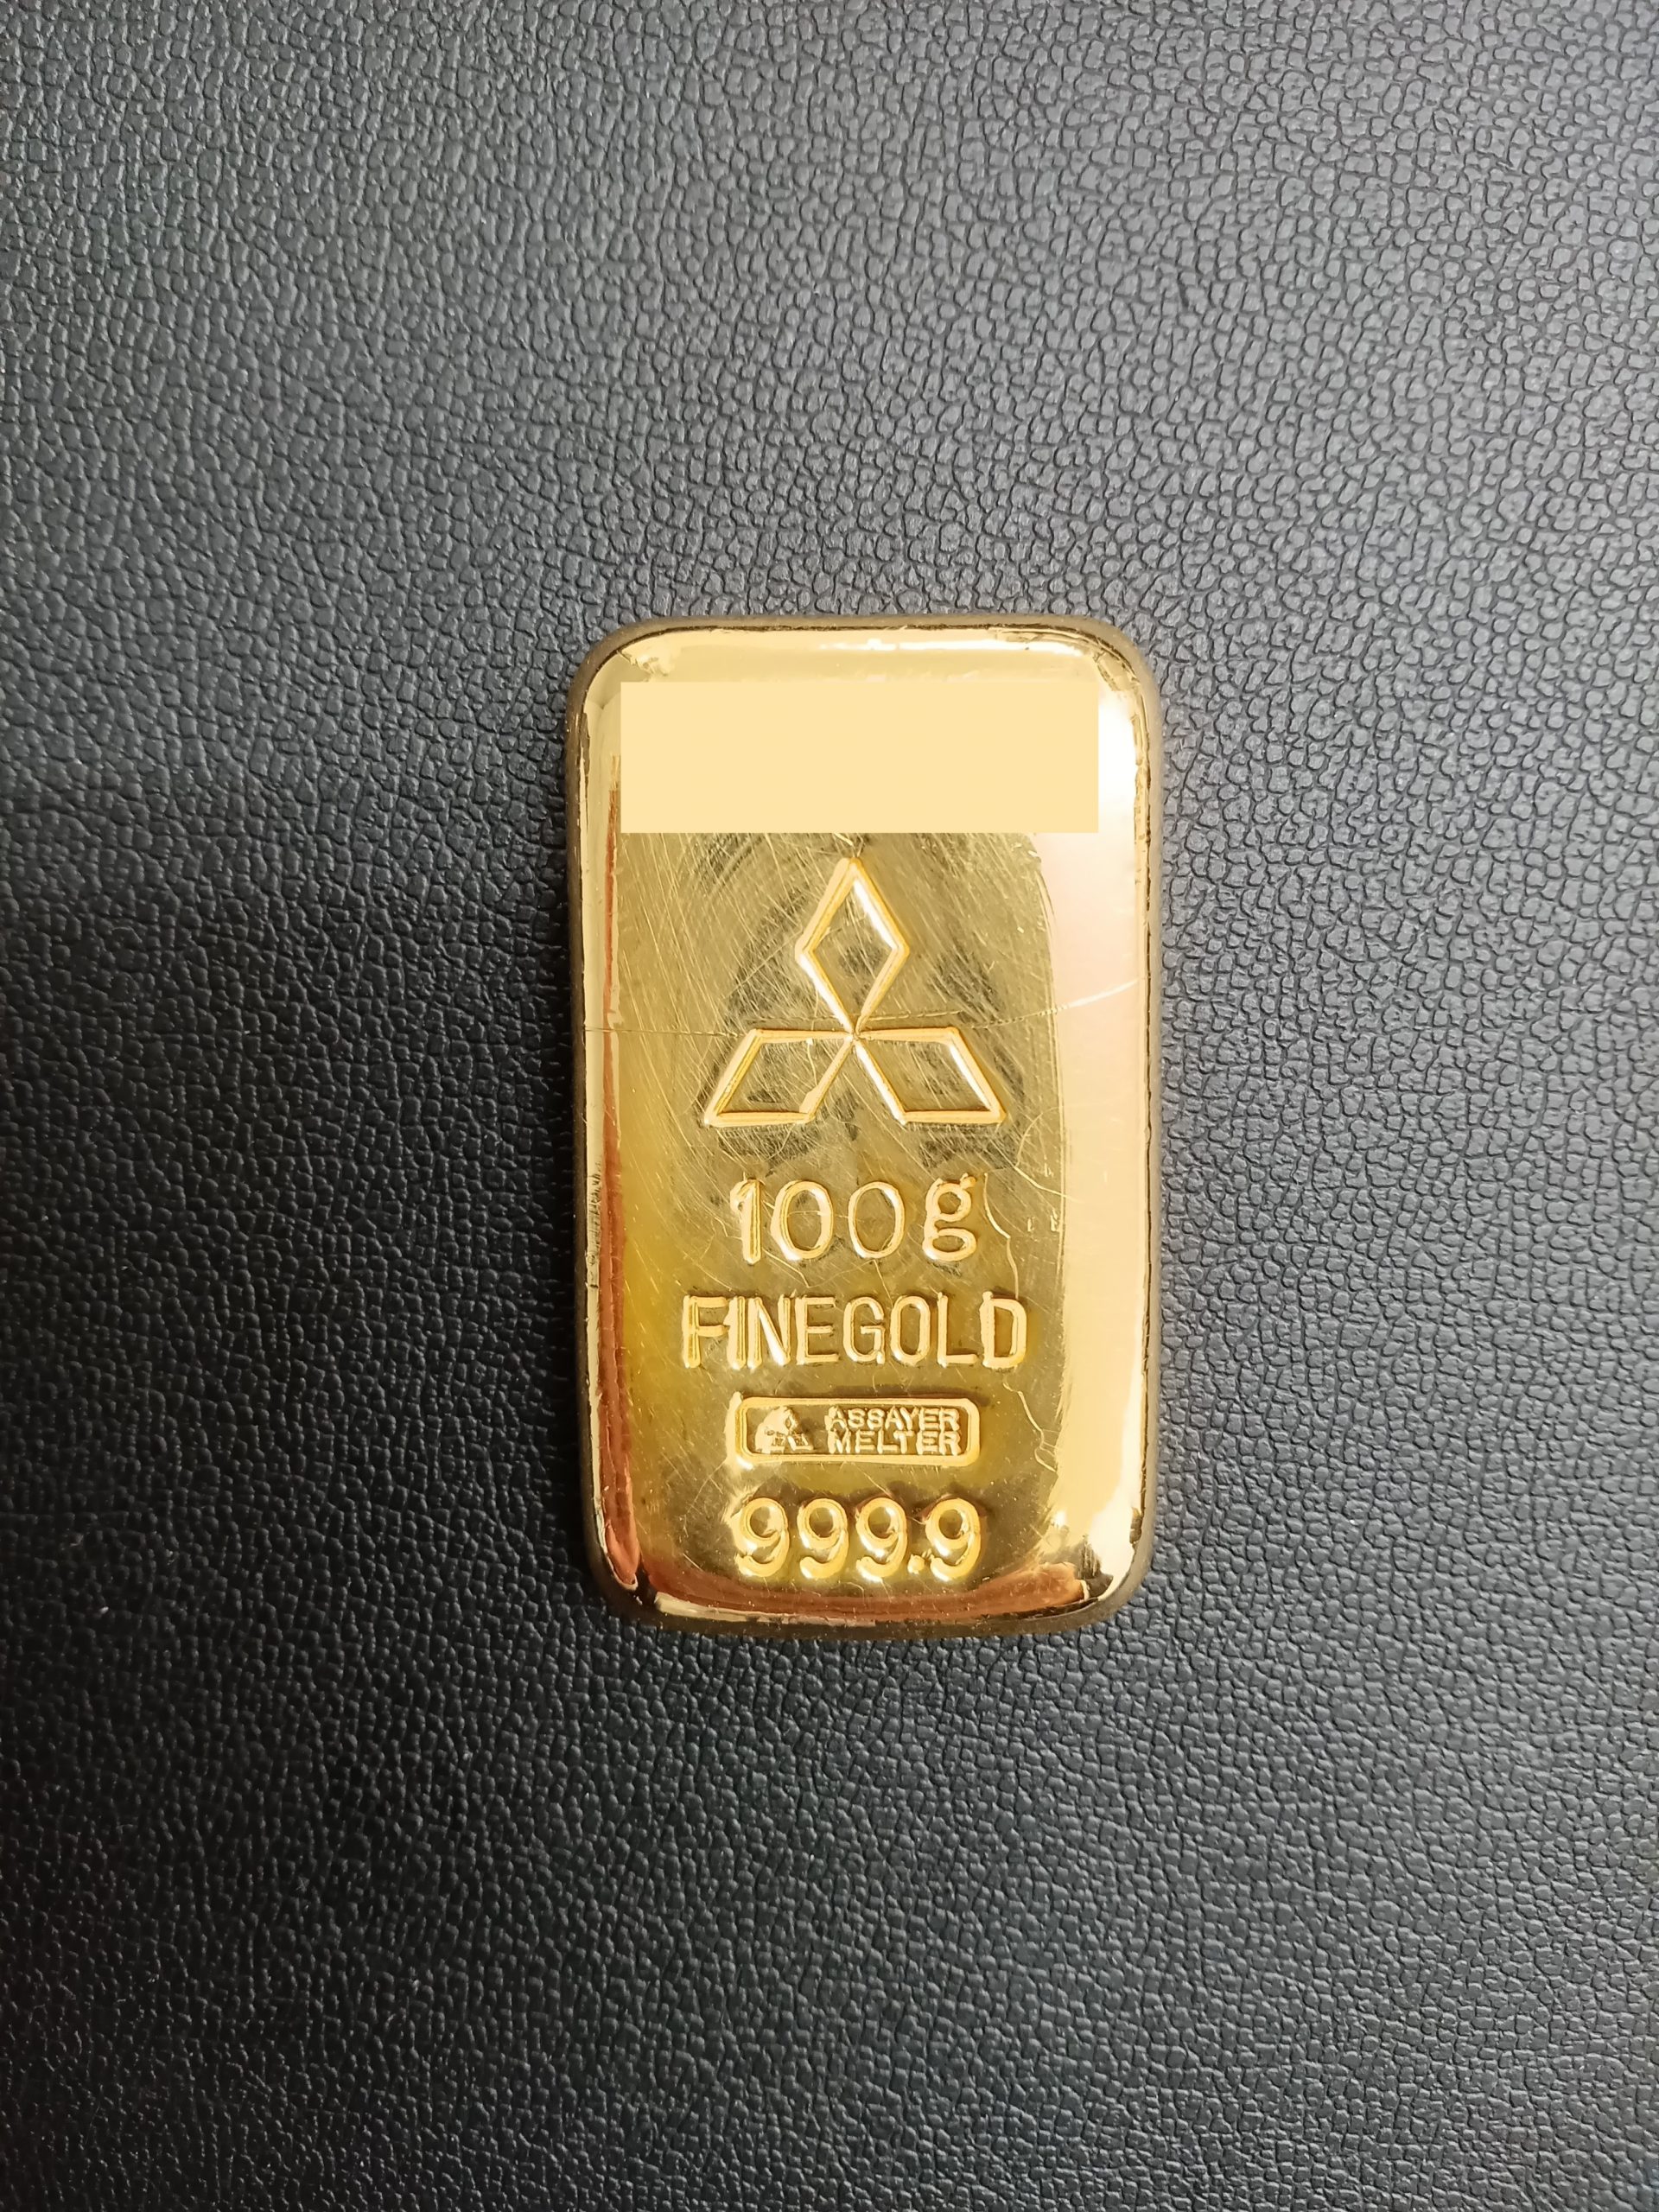 100g
FINEGOLD
ASSAYER
MELTER
999.9